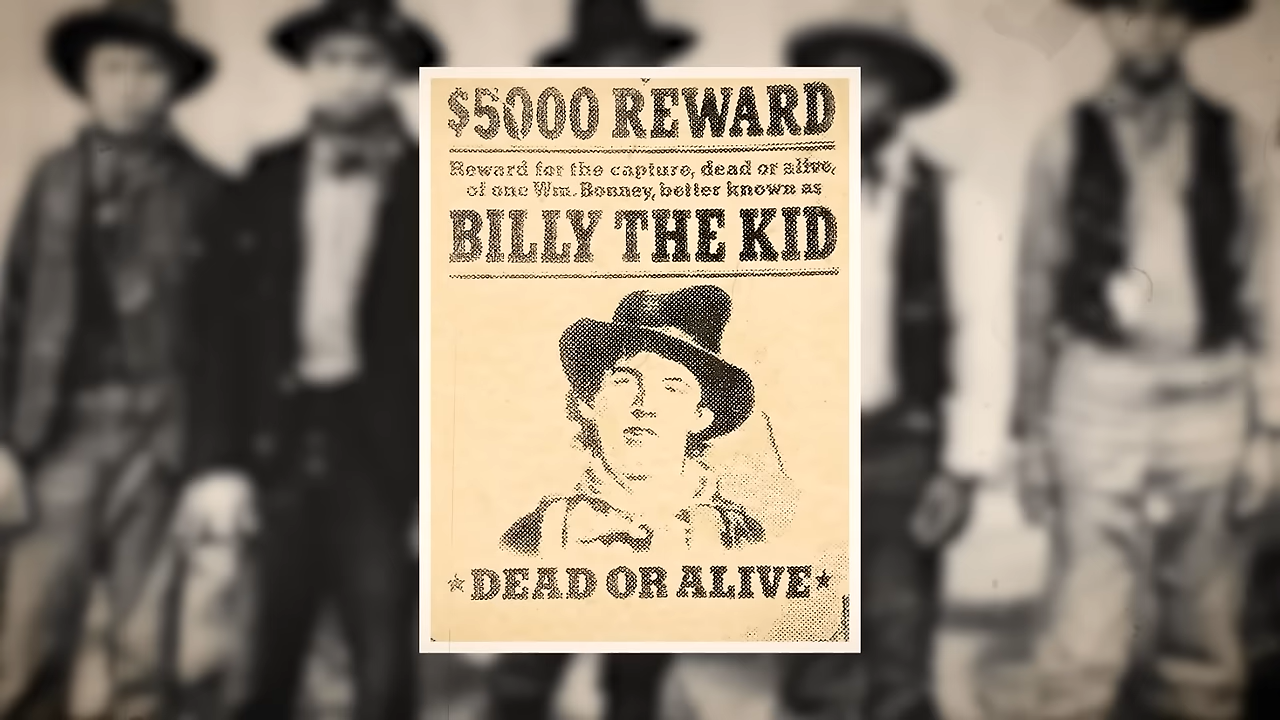 $5000 REWARD
Reward for the capture, dead or alive,
of one Wm. Bonney, better known as
BILLY THE KID
★DEAD OR ALIVE★